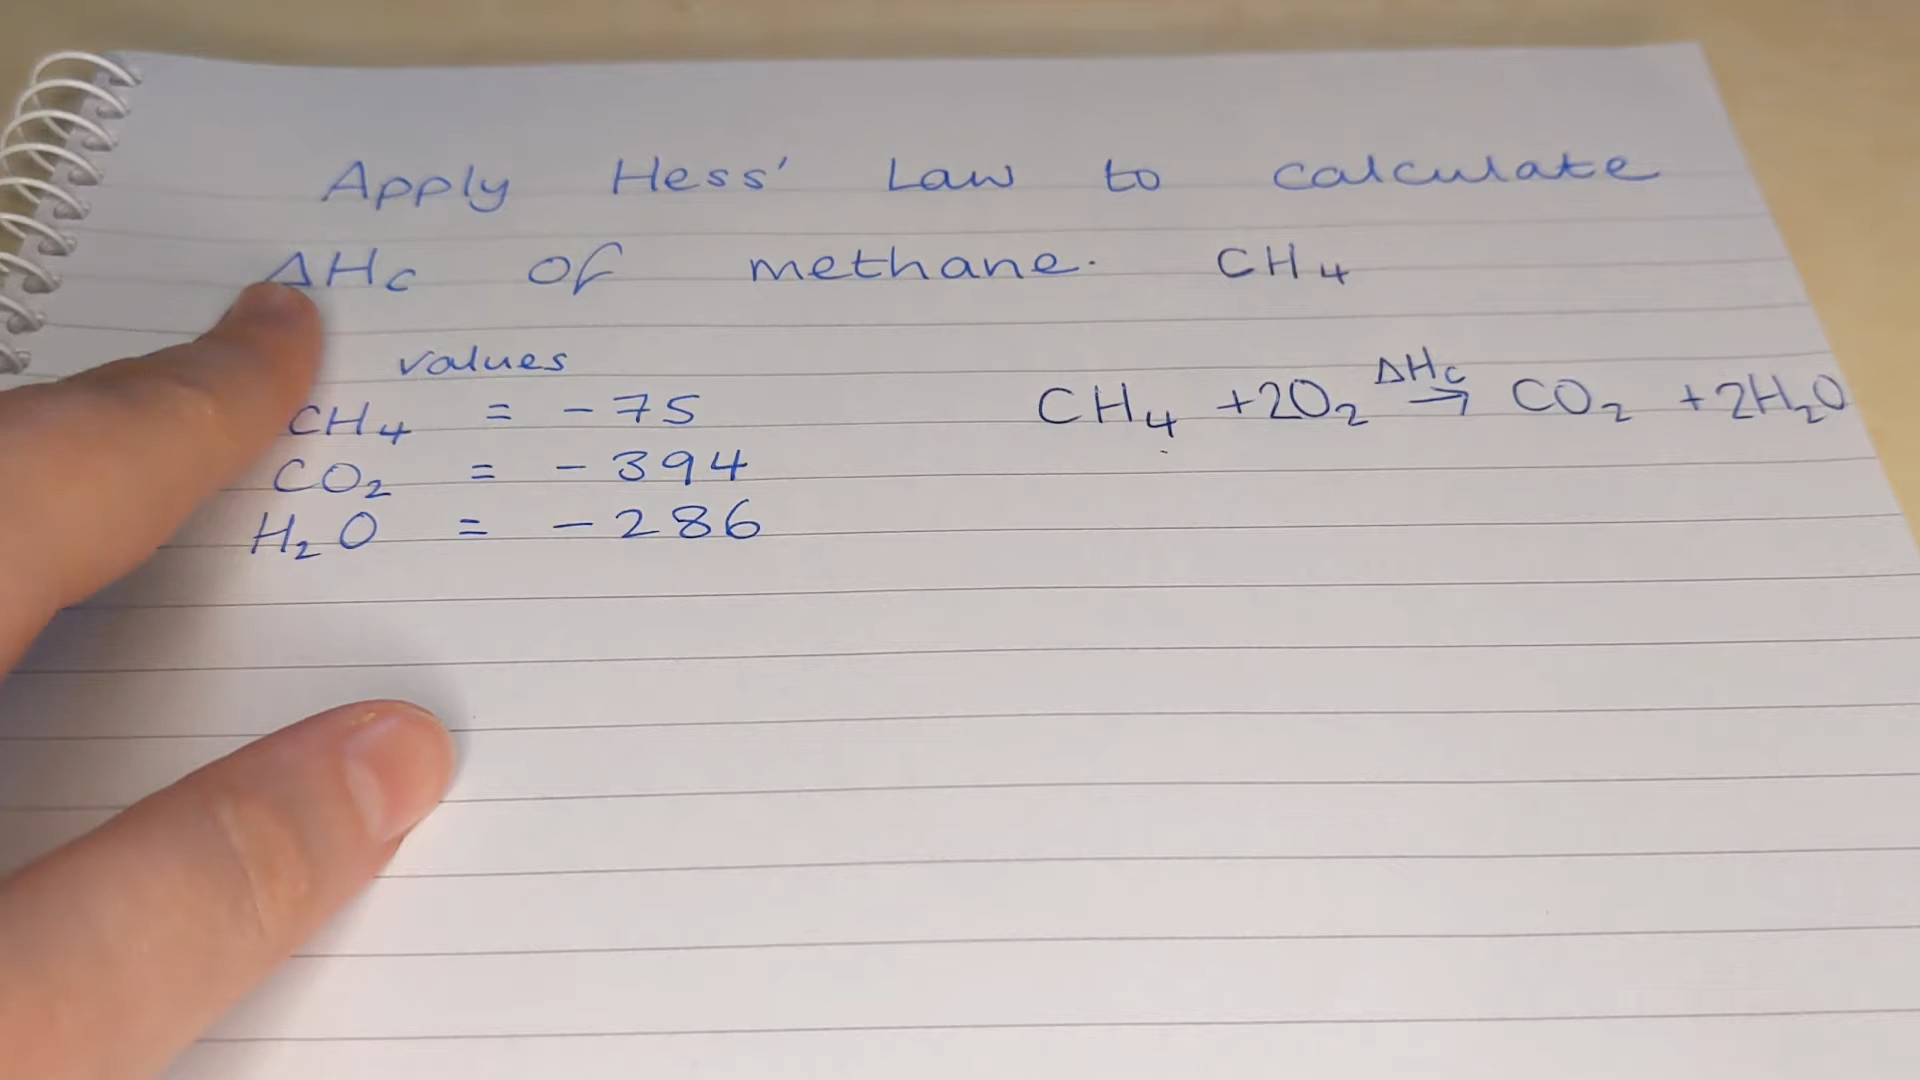 Apply Hess' Law to calculate
ΔHc of methane. CH₄
values
CH₄ = -75
CO₂ = -394
H₂O = -286
CH₄ +2O₂ ΔHc → CO₂ +2H₂O